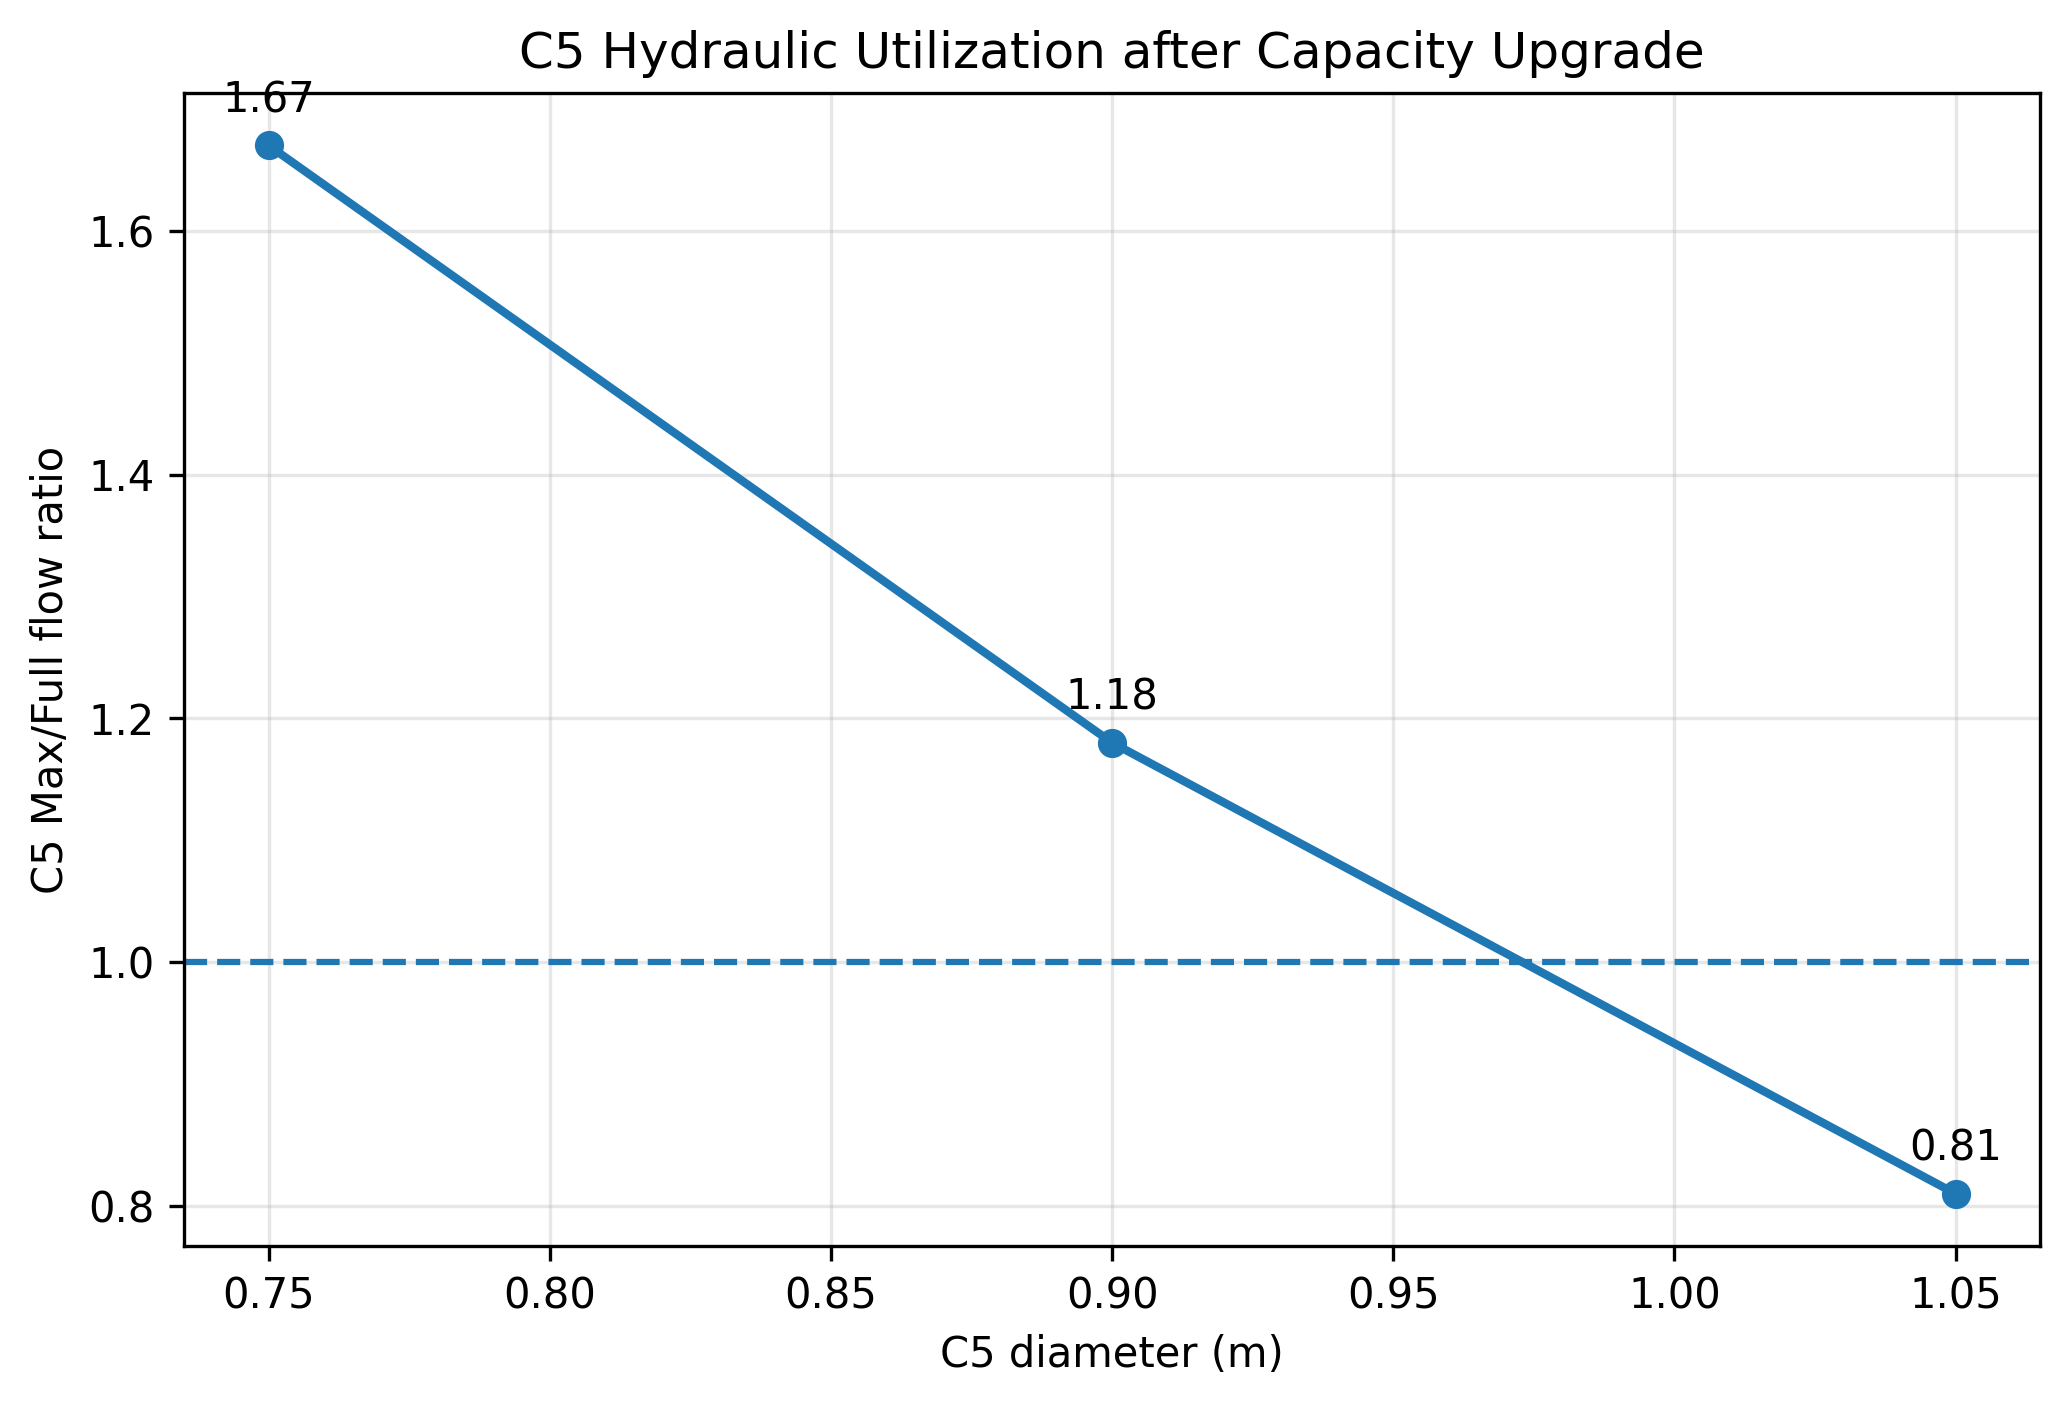 C5 Hydraulic Utilization after Capacity Upgrade
1.67
1.6
1.4
1.18
1.2
1.0
0.81
0.8
C5 Max/Full flow ratio
0.75 0.80 0.85 0.90 0.95 1.00 1.05
C5 diameter (m)